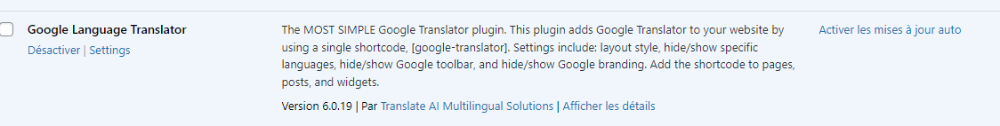 Google Language Translator
Désactiver | Settings
The MOST SIMPLE Google Translator plugin. This plugin adds Google Translator to your website by
using a single shortcode, [google-translator]. Settings include: layout style, hide/show specific
languages, hide/show Google toolbar, and hide/show Google branding. Add the shortcode to pages,
posts, and widgets.
Version 6.0.19 | Par Translate AI Multilingual Solutions | Afficher les détails
Activer les mises à jour auto